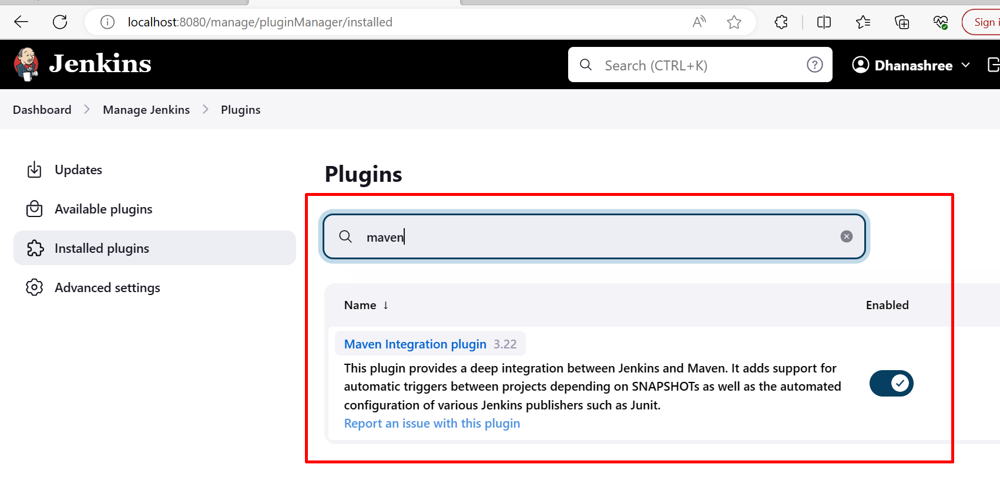 localhost:8080/manage/pluginManager/installed
Sign i
Jenkins
Search (CTRL+K)
Dhanashree
Dashboard > Manage Jenkins > Plugins
Updates
Available plugins
Installed plugins
Advanced settings
Plugins
maven
Name ↓ Enabled
Maven Integration plugin 3.22
This plugin provides a deep integration between Jenkins and Maven. It adds support for
automatic triggers between projects depending on SNAPSHOTs as well as the automated
configuration of various Jenkins publishers such as Junit.
Report an issue with this plugin